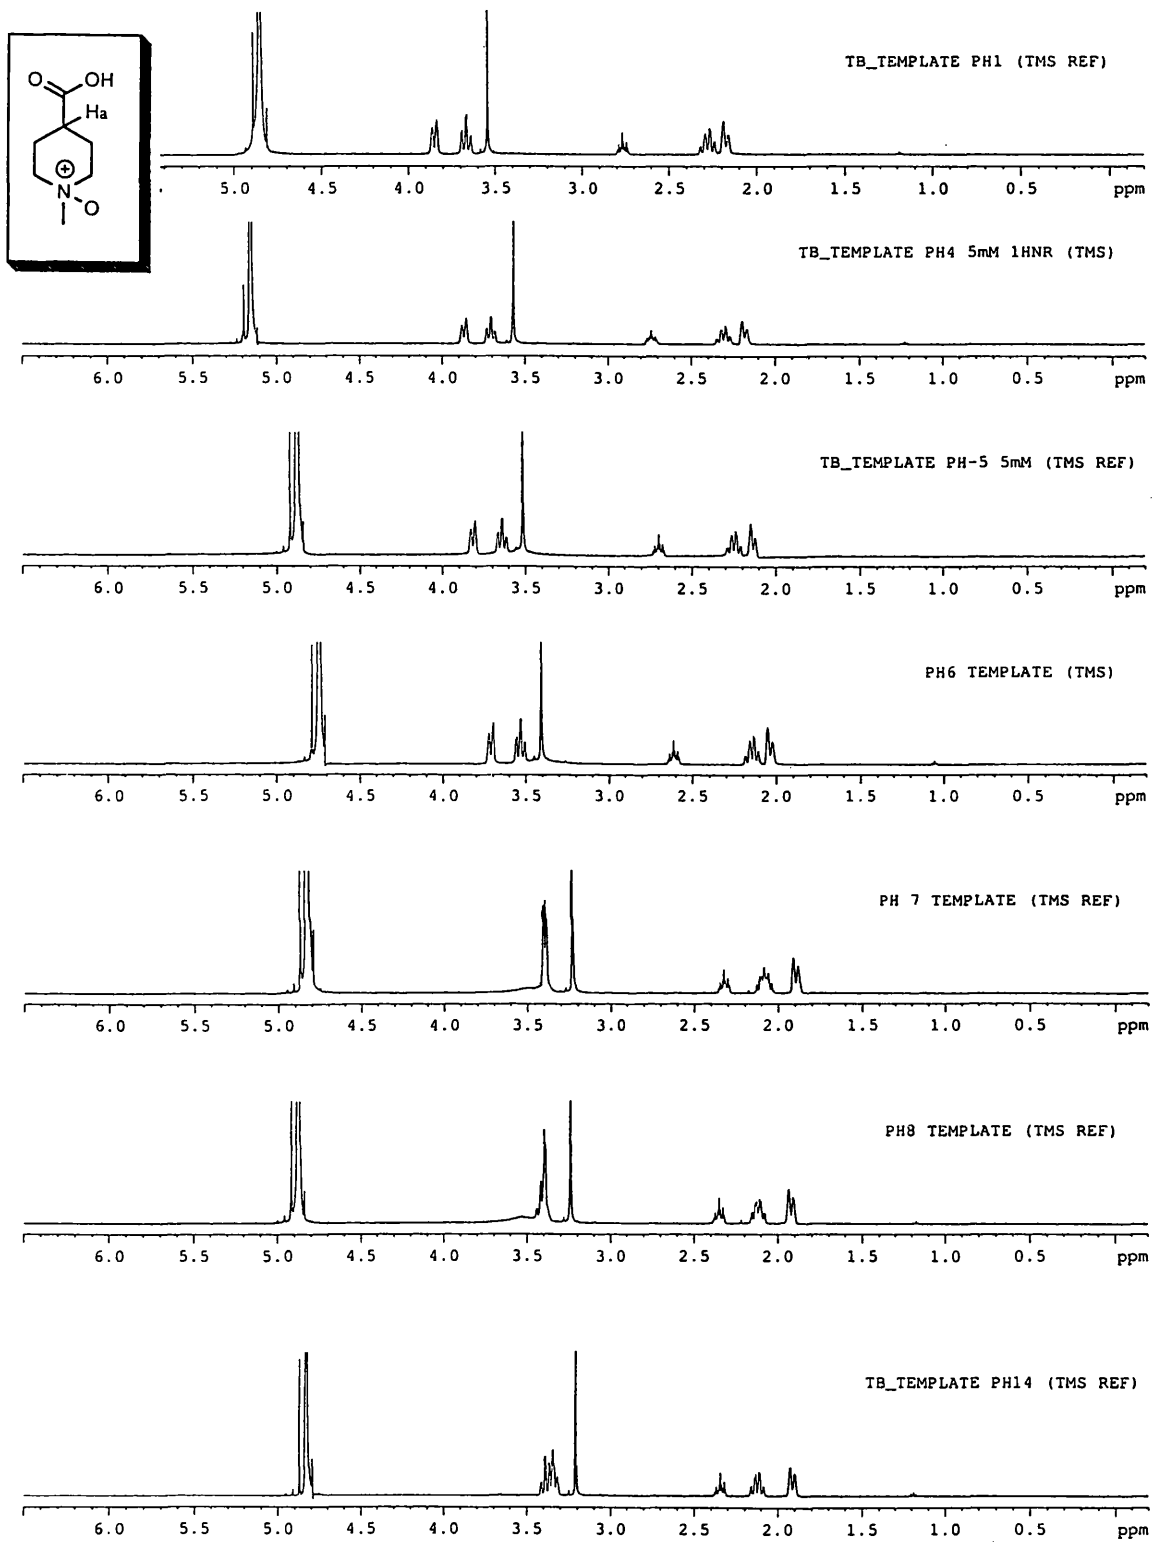 TB_TEMPLATE PH1 (TMS REF)
O
OH
Ha
⊕
N
O
5.0 4.5 4.0 3.5 3.0 2.5 2.0 1.5 1.0 0.5 ppm
TB_TEMPLATE PH4 5mM 1HNR (TMS)
6.0 5.5 5.0 4.5 4.0 3.5 3.0 2.5 2.0 1.5 1.0 0.5 ppm
TB_TEMPLATE PH-5 5mM (TMS REF)
6.0 5.5 5.0 4.5 4.0 3.5 3.0 2.5 2.0 1.5 1.0 0.5 ppm
PH6 TEMPLATE (TMS)
6.0 5.5 5.0 4.5 4.0 3.5 3.0 2.5 2.0 1.5 1.0 0.5 ppm
PH 7 TEMPLATE (TMS REF)
6.0 5.5 5.0 4.5 4.0 3.5 3.0 2.5 2.0 1.5 1.0 0.5 ppm
PH8 TEMPLATE (TMS REF)
6.0 5.5 5.0 4.5 4.0 3.5 3.0 2.5 2.0 1.5 1.0 0.5 ppm
TB_TEMPLATE PH14 (TMS REF)
6.0 5.5 5.0 4.5 4.0 3.5 3.0 2.5 2.0 1.5 1.0 0.5 ppm